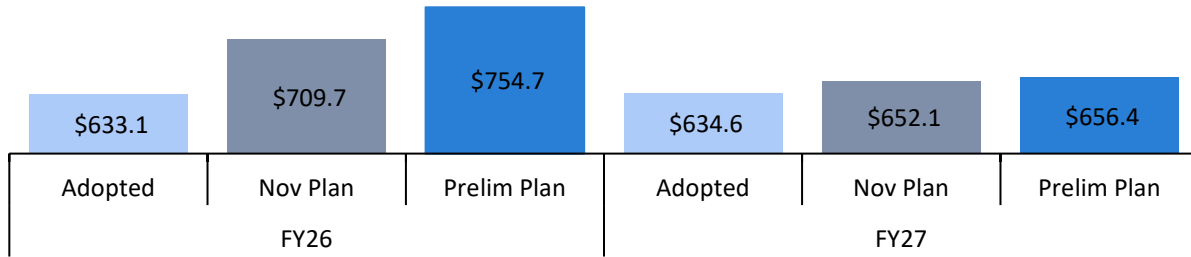 $633.1 $709.7 $754.7 $634.6 $652.1 $656.4
Adopted Nov Plan Prelim Plan Adopted Nov Plan Prelim Plan
FY26 FY27